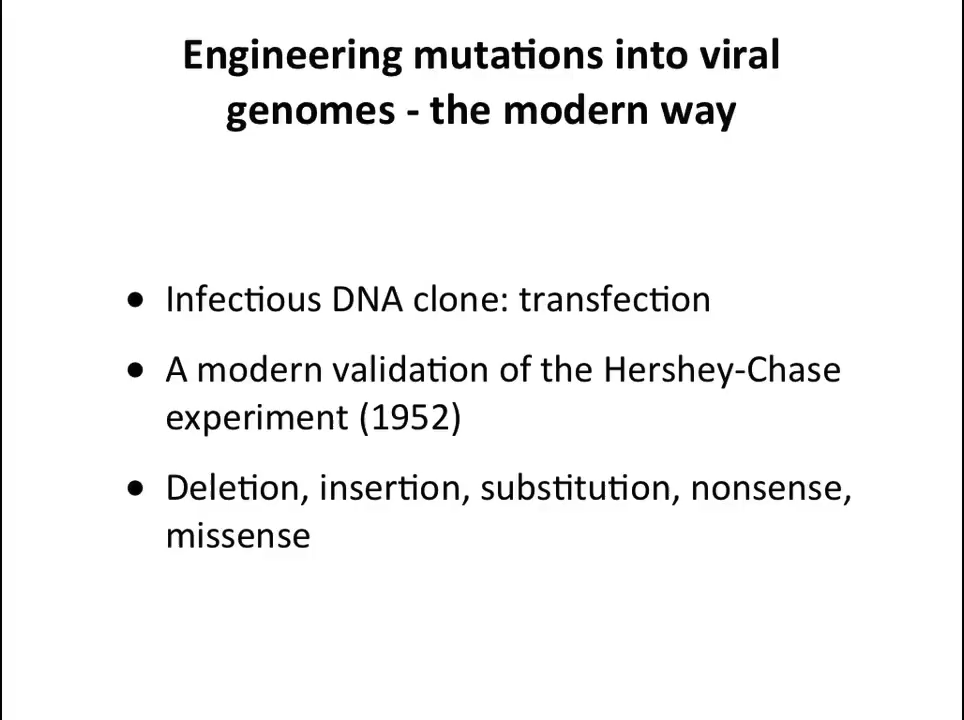 Engineering mutations into viral
genomes - the modern way
• Infectious DNA clone: transfection
• A modern validation of the Hershey-Chase
experiment (1952)
• Deletion, insertion, substitution, nonsense,
missense